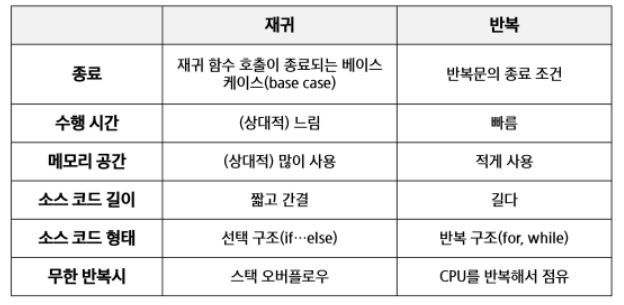 재귀 반복
종료 재귀 함수 호출이 종료되는 베이스 케이스(base case) 반복문의 종료 조건
수행 시간 (상대적) 느림 빠름
메모리 공간 (상대적) 많이 사용 적게 사용
소스 코드 길이 짧고 간결 길다
소스 코드 형태 선택 구조(if…else) 반복 구조(for, while)
무한 반복시 스택 오버플로우 CPU를 반복해서 점유